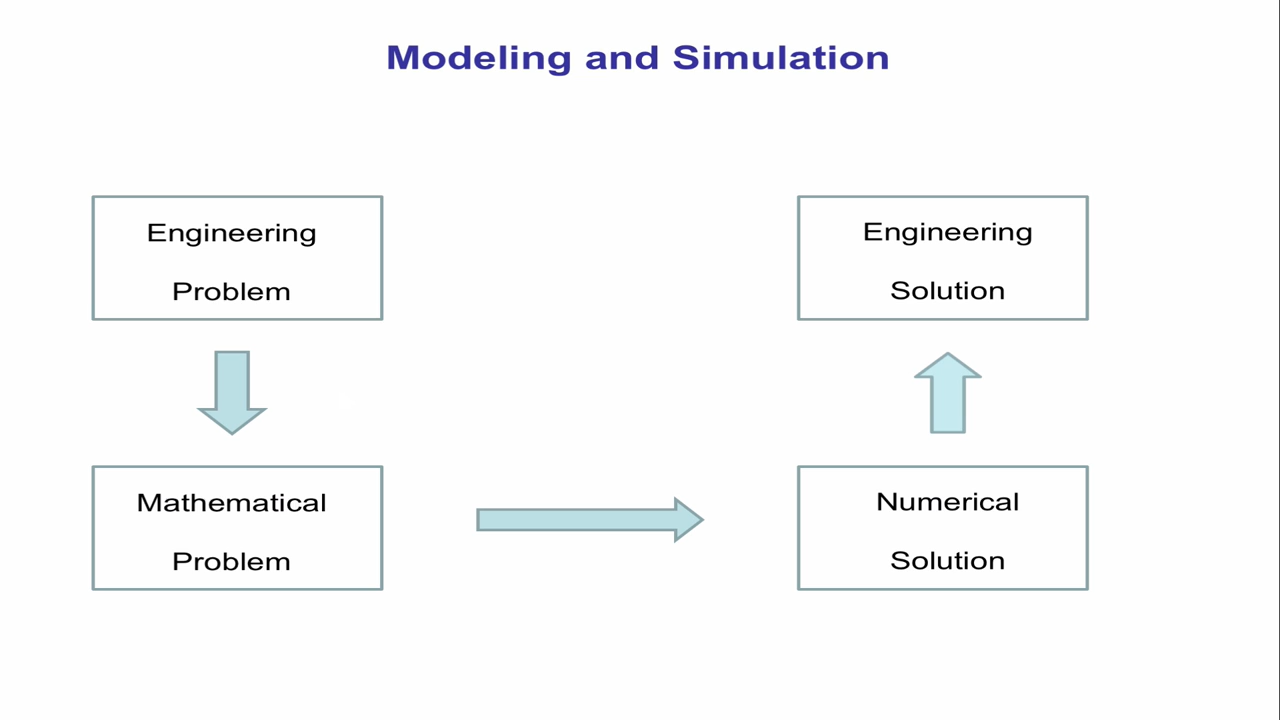 Modeling and Simulation
Engineering
Problem
Engineering
Solution
Mathematical
Problem
Numerical
Solution